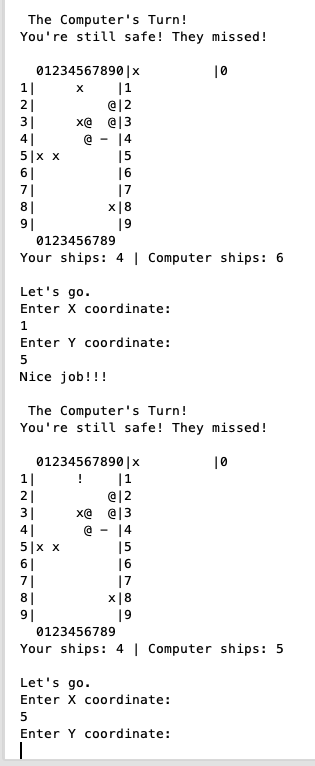 The Computer's Turn!
You're still safe! They missed!

  01234567890|x         |0
1|     x    |1
2|         @|2
3|     x@  @|3
4|      @ – |4
5|x x       |5
6|          |6
7|          |7
8|         x|8
9|          |9
  0123456789
Your ships: 4 | Computer ships: 6

Let's go.
Enter X coordinate:
1
Enter Y coordinate:
5
Nice job!!!

 The Computer's Turn!
You're still safe! They missed!

  01234567890|x         |0
1|     !    |1
2|         @|2
3|     x@  @|3
4|      @ – |4
5|x x       |5
6|          |6
7|          |7
8|         x|8
9|          |9
  0123456789
Your ships: 4 | Computer ships: 5

Let's go.
Enter X coordinate:
5
Enter Y coordinate: